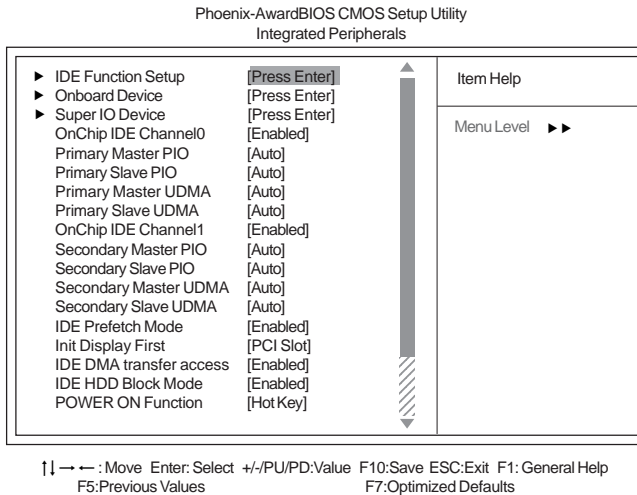 Phoenix-AwardBIOS CMOS Setup Utility
Integrated Peripherals
▶ IDE Function Setup [Press Enter]
▶ Onboard Device [Press Enter]
▶ Super IO Device [Press Enter]
OnChip IDE Channel0 [Enabled]
Primary Master PIO [Auto]
Primary Slave PIO [Auto]
Primary Master UDMA [Auto]
Primary Slave UDMA [Auto]
OnChip IDE Channel1 [Enabled]
Secondary Master PIO [Auto]
Secondary Slave PIO [Auto]
Secondary Master UDMA [Auto]
Secondary Slave UDMA [Auto]
IDE Prefetch Mode [Enabled]
Init Display First [PCI Slot]
IDE DMA transfer access [Enabled]
IDE HDD Block Mode [Enabled]
POWER ON Function [Hot Key]
Item Help
Menu Level ▶▶
↑↓→←: Move Enter: Select +/-/PU/PD:Value F10:Save ESC:Exit F1: General Help
F5:Previous Values F7:Optimized Defaults